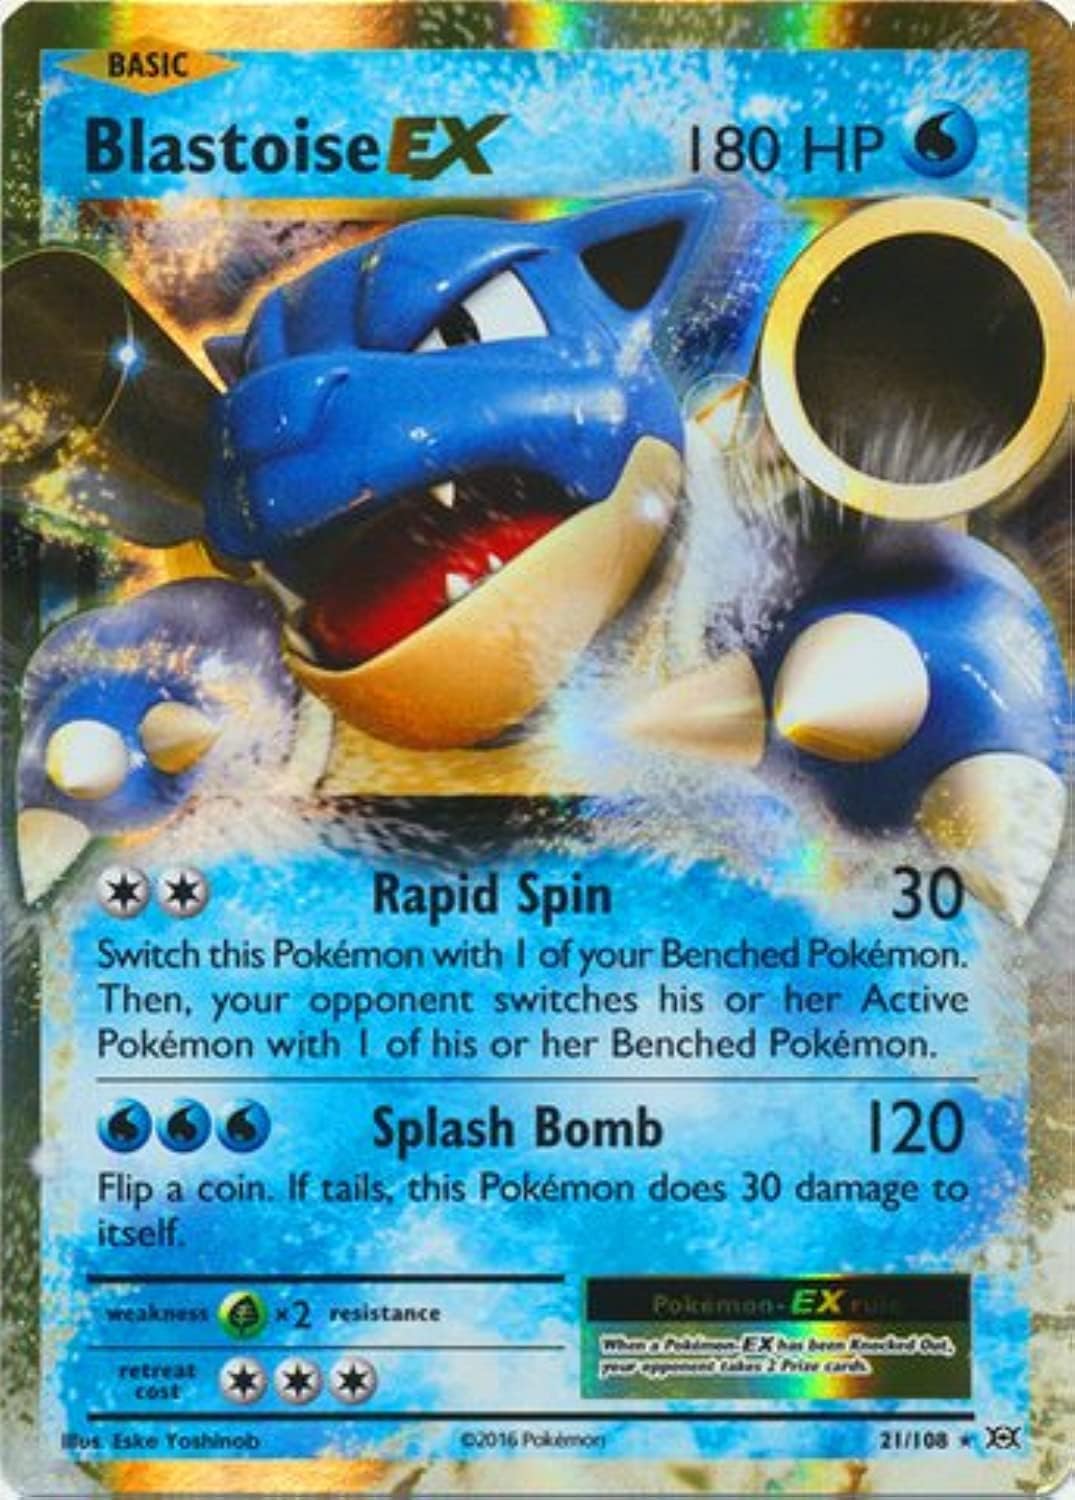 BASIC
BlastoiseEX 180 HP
Rapid Spin 30
Switch this Pokémon with 1 of your Benched Pokémon.
Then, your opponent switches his or her Active
Pokémon with 1 of his or her Benched Pokémon.
Splash Bomb 120
Flip a coin. If tails, this Pokémon does 30 damage to
itself.
weakness ×2 resistance
retreat
cost
Pokémon-EX rule
When a Pokémon-EX has been Knocked Out,
your opponent takes 2 Prize cards.
Illus. Eske Yoshinob
©2016 Pokémon
21/108 ★